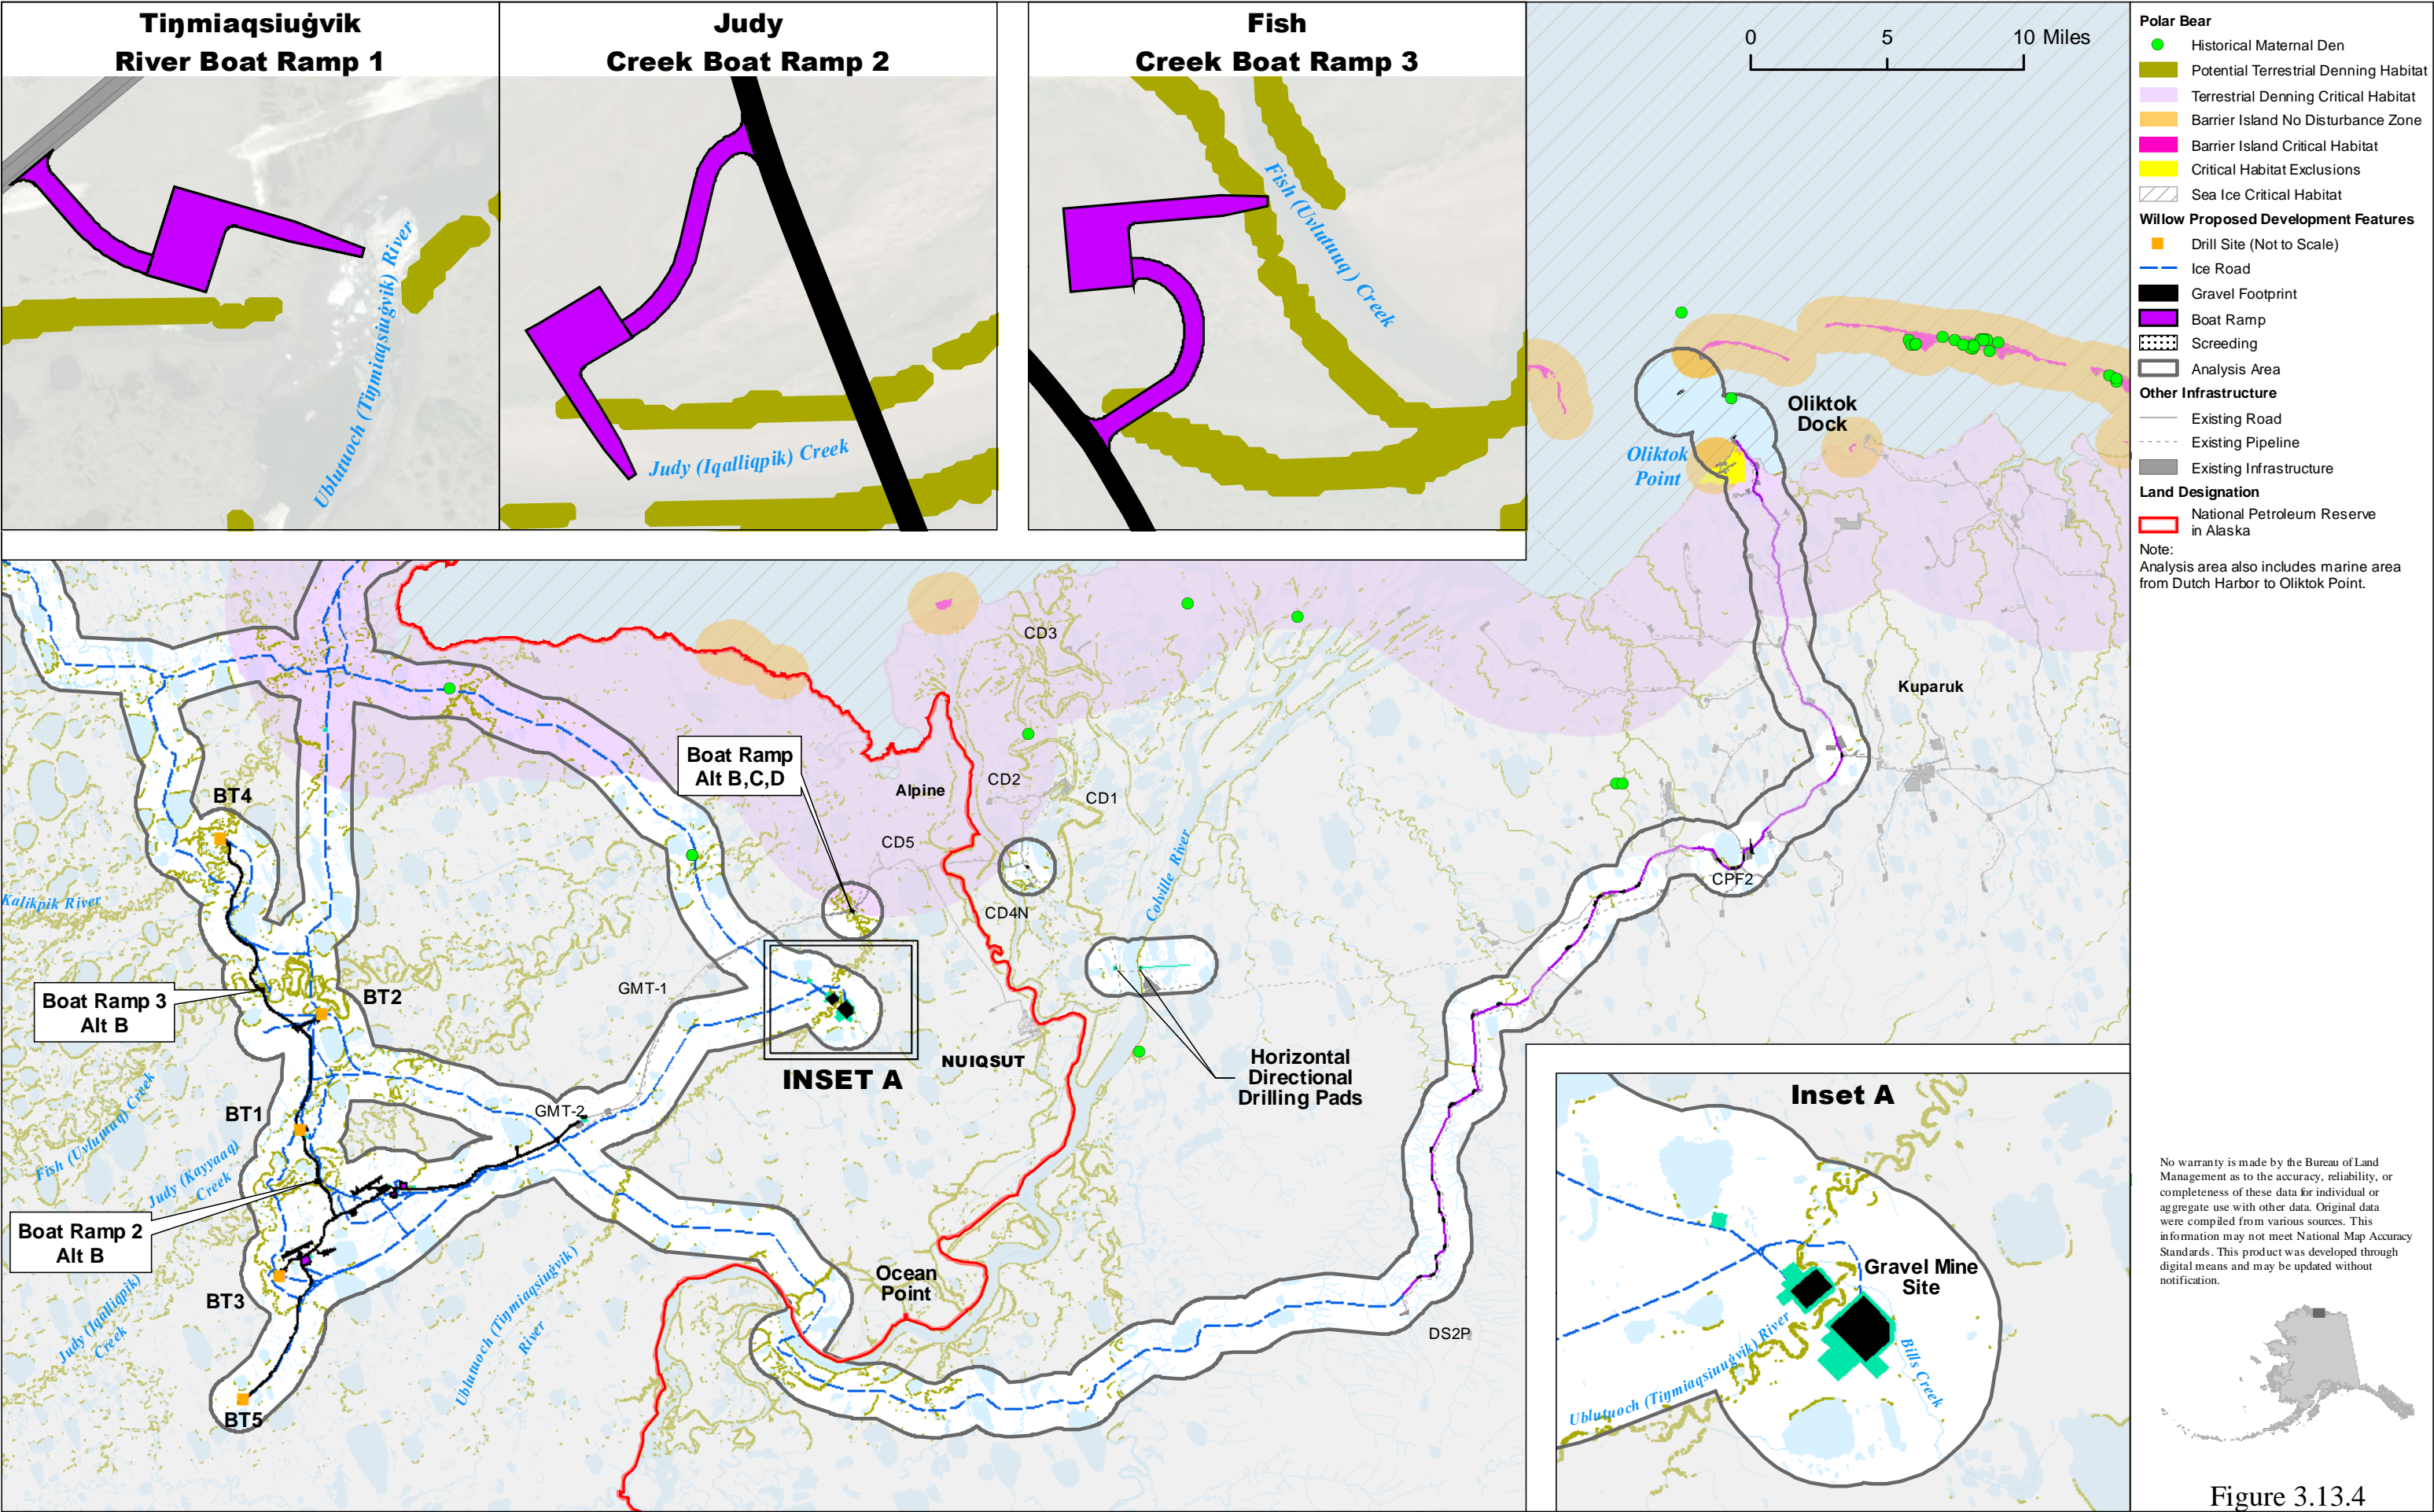 Tiŋmiaqsiuġvik
River Boat Ramp 1
Ublutuoch (Tiŋmiaqsiuġvik) River
Judy
Creek Boat Ramp 2
Judy (Iqalliqpik) Creek
Fish
Creek Boat Ramp 3
Fish (Uvlutuuq ) Creek
0 5 10 Miles
Oliktok
Dock
Oliktok
Point
Kuparuk
CPF2
DS2P
CD3
CD2
CD1
Alpine
CD5
CD4N
Colville River
Boat Ramp
Alt B,C,D
BT4
Kalikpik River
Boat Ramp 3
Alt B
BT2
GMT-1
INSET A
NUIQSUT
Horizontal
Directional
Drilling Pads
Fish (Uvlutuuq) Creek
BT1
GMT-2
Judy (Kayyaaq)
Creek
Boat Ramp 2
Alt B
BT3
Judy (Iqalliqpik)
Creek
Ublutuoch (Tiŋmiaqsiuġvik)
River
Ocean
Point
BT5
Inset A
Gravel Mine
Site
Ublutuoch (Tiŋmiaqsiuġvik) River
Bills Creek
Polar Bear
Historical Maternal Den
Potential Terrestrial Denning Habitat
Terrestrial Denning Critical Habitat
Barrier Island No Disturbance Zone
Barrier Island Critical Habitat
Critical Habitat Exclusions
Sea Ice Critical Habitat
Willow Proposed Development Features
Drill Site (Not to Scale)
Ice Road
Gravel Footprint
Boat Ramp
Screeding
Analysis Area
Other Infrastructure
Existing Road
Existing Pipeline
Existing Infrastructure
Land Designation
National Petroleum Reserve
in Alaska
Note:
Analysis area also includes marine area
from Dutch Harbor to Oliktok Point.
No warranty is made by the Bureau of Land
Management as to the accuracy, reliability, or
completeness of these data for individual or
aggregate use with other data. Original data
were compiled from various sources. This
information may not meet National Map Accuracy
Standards. This product was developed through
digital means and may be updated without
notification.
Figure 3.13.4